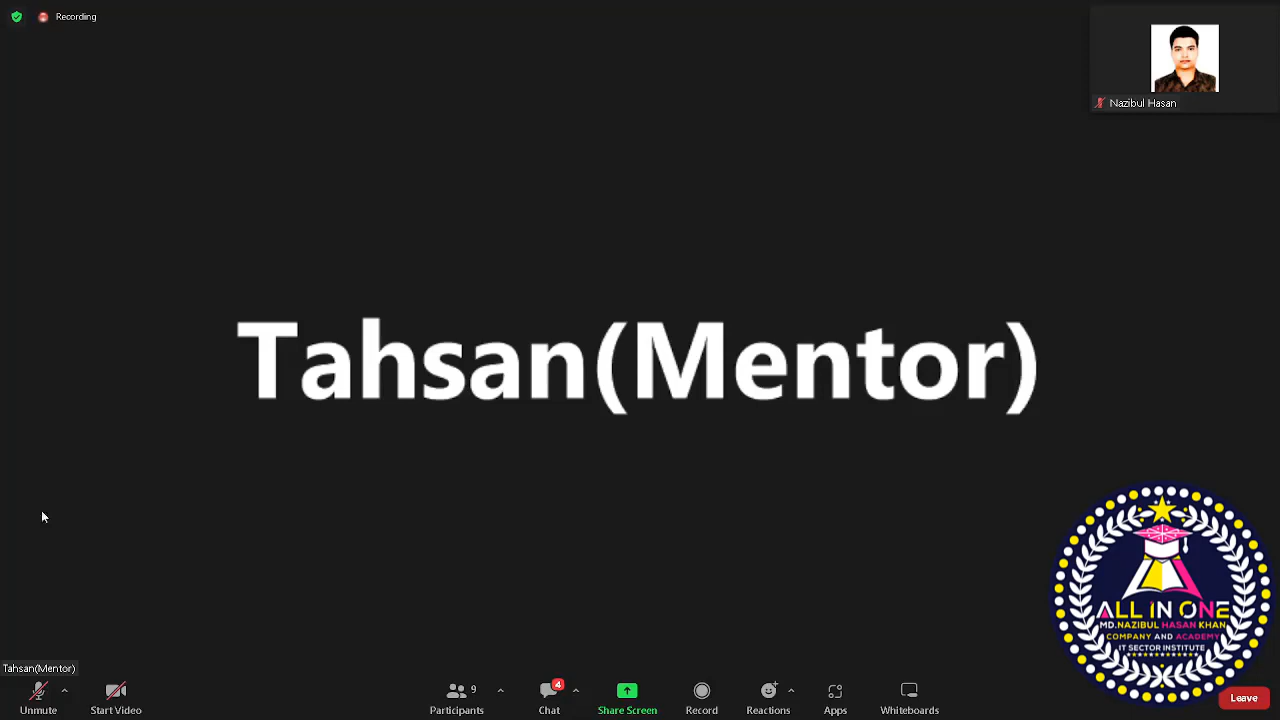 Recording
Nazibul Hasan
Tahsan(Mentor)
ALL IN ONE
MD.NAZIBUL HASAN KHAN
COMPANY AND ACADEMY
IT SECTOR INSTITUTE
Tahsan(Mentor)
Unmute
Start Video
9
Participants
4
Chat
Share Screen
Record
Reactions
Apps
Whiteboards
Leave